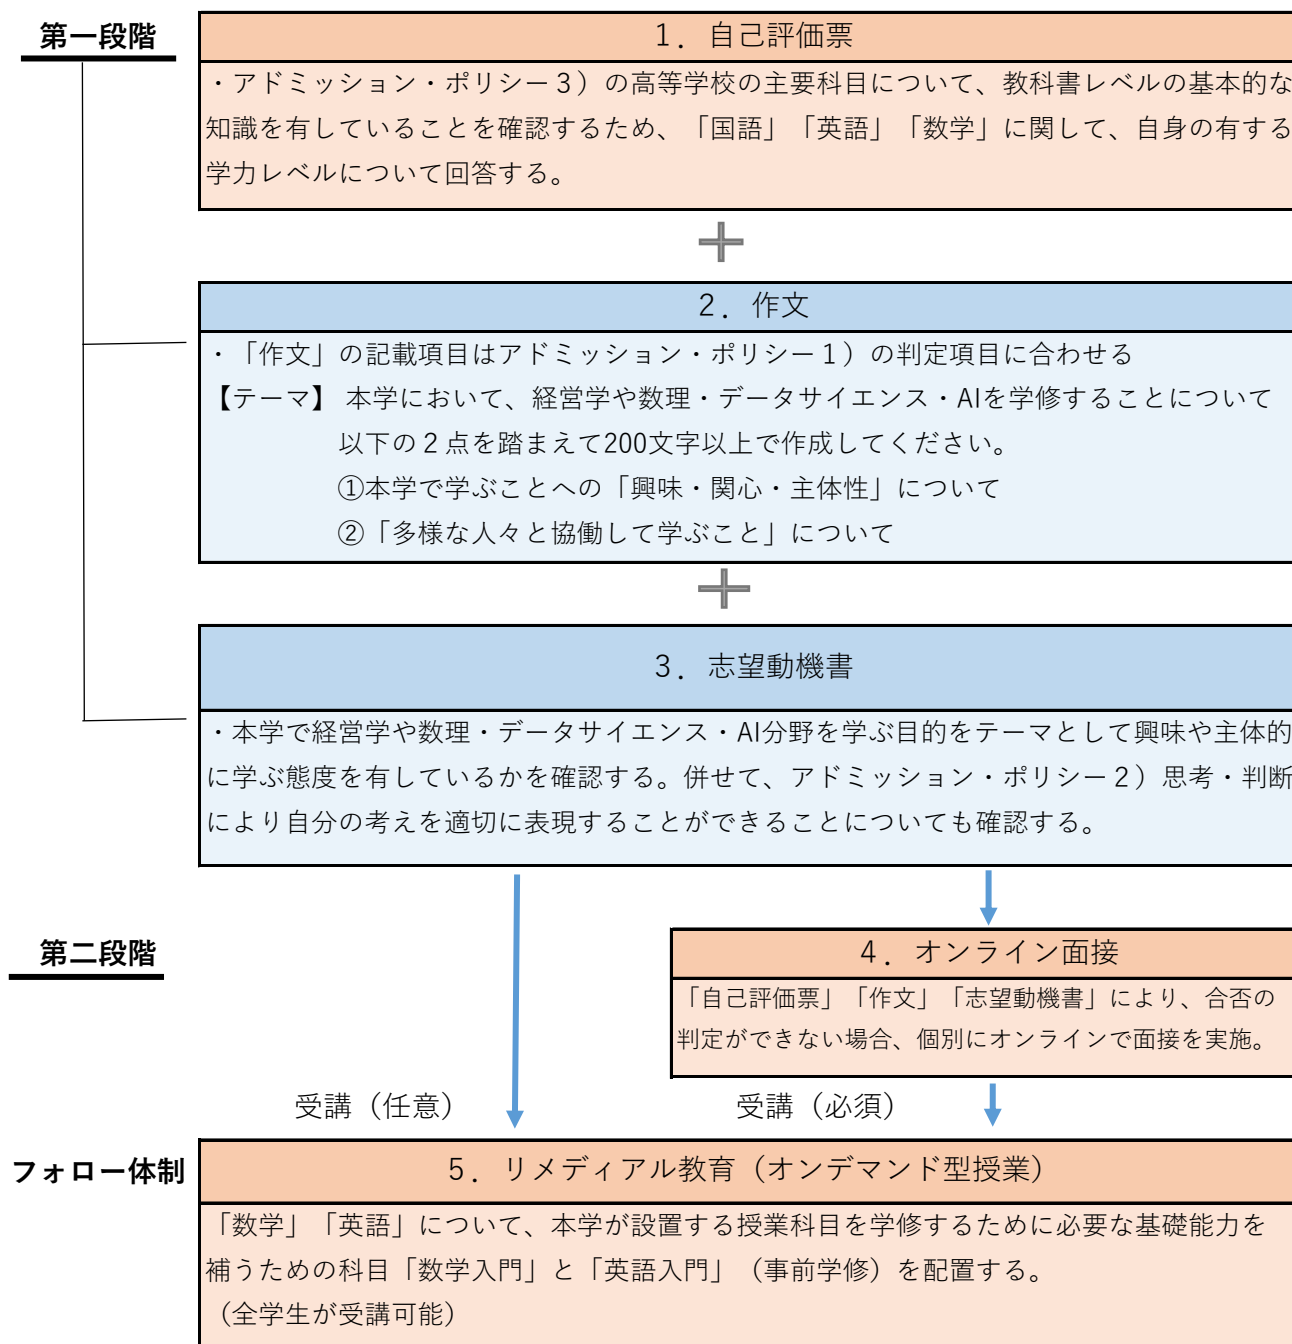 第一段階
１．自己評価票
・アドミッション・ポリシー３）の高等学校の主要科目について、教科書レベルの基本的な
知識を有していることを確認するため、「国語」「英語」「数学」に関して、自身の有する
学力レベルについて回答する。
２．作文
・「作文」の記載項目はアドミッション・ポリシー１）の判定項目に合わせる
【テーマ】 本学において、経営学や数理・データサイエンス・AIを学修することについて
以下の２点を踏まえて200文字以上で作成してください。
①本学で学ぶことへの「興味・関心・主体性」について
②「多様な人々と協働して学ぶこと」について
３．志望動機書
・本学で経営学や数理・データサイエンス・AI分野を学ぶ目的をテーマとして興味や主体的
に学ぶ態度を有しているかを確認する。併せて、アドミッション・ポリシー２）思考・判断
により自分の考えを適切に表現することができることについても確認する。
第二段階
４．オンライン面接
「自己評価票」「作文」「志望動機書」により、合否の
判定ができない場合、個別にオンラインで面接を実施。
受講（任意）
受講（必須）
フォロー体制
５．リメディアル教育（オンデマンド型授業）
「数学」「英語」について、本学が設置する授業科目を学修するために必要な基礎能力を
補うための科目「数学入門」と「英語入門」（事前学修）を配置する。
（全学生が受講可能）